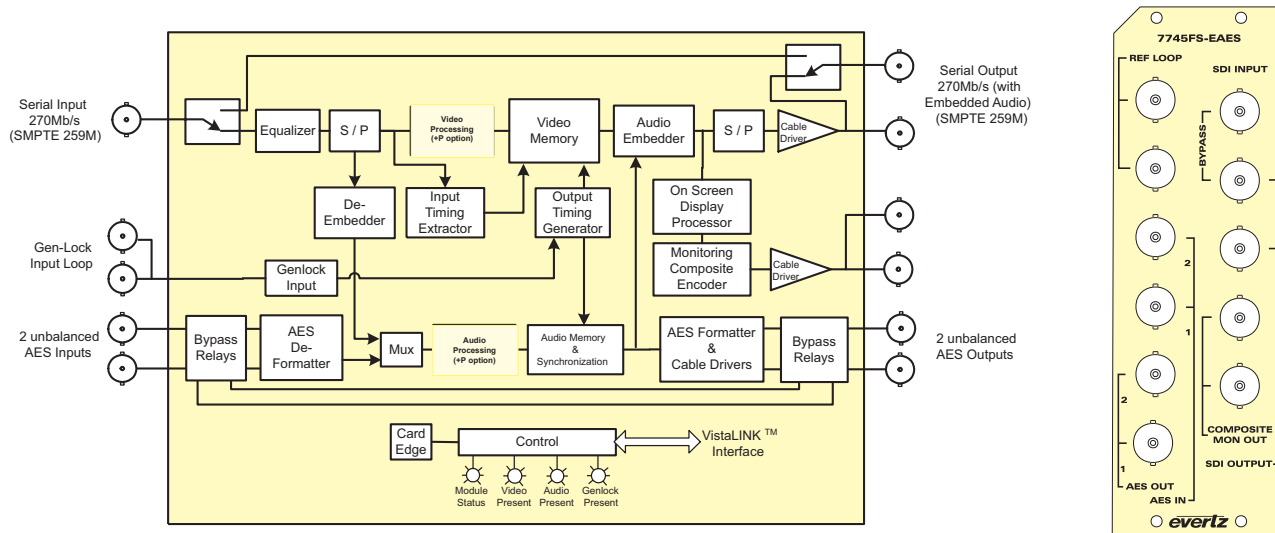 Serial Input
270Mb/s
(SMPTE 259M)
Equalizer
S / P
Video
Processing
(+P option)
Video
Memory
Audio
Embedder
S / P
Cable
Driver
Serial Output
270Mb/s (with
Embedded Audio)
(SMPTE 259M)
De-
Embedder
Input
Timing
Extractor
Output
Timing
Generator
On Screen
Display
Processor
Gen-Lock
Input Loop
Genlock
Input
Monitoring
Composite
Encoder
Cable
Driver
2 unbalanced
AES Inputs
Bypass
Relays
AES
De-
Formatter
Mux
Audio
Processing
(+P option)
Audio Memory
&
Synchronization
AES Formatter
&
Cable Drivers
Bypass
Relays
2 unbalanced
AES Outputs
Card
Edge
Control
VistaLINK TM
Interface
Module
Status
Video
Present
Audio
Present
Genlock
Present
7745FS-EAES
REF LOOP
SDI INPUT
BYPASS
2
1
2
1
COMPOSITE
MON OUT
SDI OUTPUT
AES OUT
AES IN
evertz